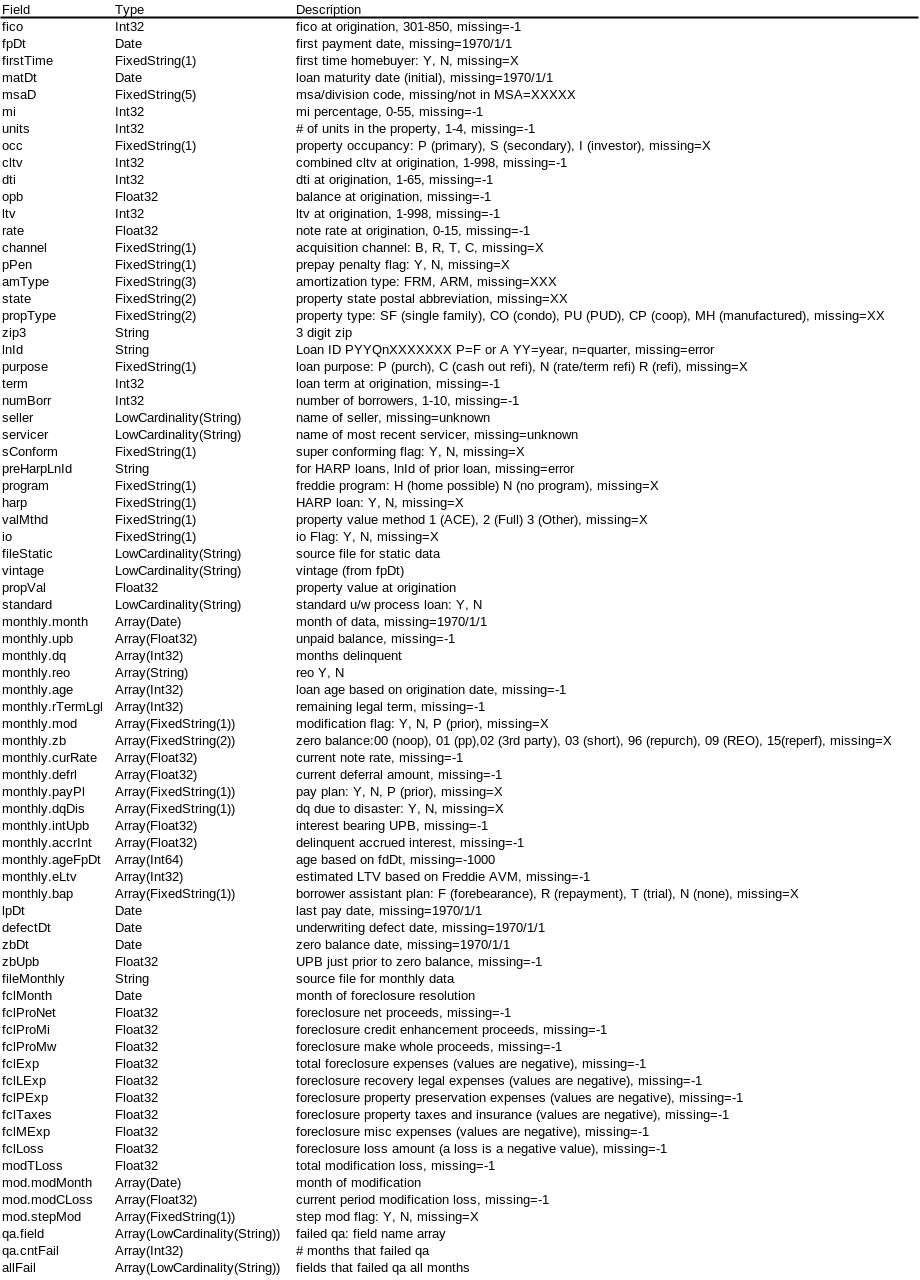 Field Type Description
fico Int32 fico at origination, 301-850, missing=-1
fpDt Date first payment date, missing=1970/1/1
firstTime FixedString(1) first time homebuyer: Y, N, missing=X
matDt Date loan maturity date (initial), missing=1970/1/1
msaD FixedString(5) msa/division code, missing/not in MSA=XXXXX
mi Int32 mi percentage, 0-55, missing=-1
units Int32 # of units in the property, 1-4, missing=-1
occ FixedString(1) property occupancy: P (primary), S (secondary), I (investor), missing=X
cltv Int32 combined cltv at origination, 1-998, missing=-1
dti Int32 dti at origination, 1-65, missing=-1
opb Float32 balance at origination, missing=-1
ltv Int32 ltv at origination, 1-998, missing=-1
rate Float32 note rate at origination, 0-15, missing=-1
channel FixedString(1) acquisition channel: B, R, T, C, missing=X
pPen FixedString(1) prepay penalty flag: Y, N, missing=X
amType FixedString(3) amortization type: FRM, ARM, missing=XXX
state FixedString(2) property state postal abbreviation, missing=XX
propType FixedString(2) property type: SF (single family), CO (condo), PU (PUD), CP (coop), MH (manufactured), missing=XX
zip3 String 3 digit zip
lnId String Loan ID PYYQnXXXXXXX P=F or A YY=year, n=quarter, missing=error
purpose FixedString(1) loan purpose: P (purch), C (cash out refi), N (rate/term refi) R (refi), missing=X
term Int32 loan term at origination, missing=-1
numBorr Int32 number of borrowers, 1-10, missing=-1
seller LowCardinality(String) name of seller, missing=unknown
servicer LowCardinality(String) name of most recent servicer, missing=unknown
sConform FixedString(1) super conforming flag: Y, N, missing=X
preHarpLnId String for HARP loans, lnId of prior loan, missing=error
program FixedString(1) freddie program: H (home possible) N (no program), missing=X
harp FixedString(1) HARP loan: Y, N, missing=X
valMthd FixedString(1) property value method 1 (ACE), 2 (Full) 3 (Other), missing=X
io FixedString(1) io Flag: Y, N, missing=X
fileStatic LowCardinality(String) source file for static data
vintage LowCardinality(String) vintage (from fpDt)
propVal Float32 property value at origination
standard LowCardinality(String) standard u/w process loan: Y, N
monthly.month Array(Date) month of data, missing=1970/1/1
monthly.upb Array(Float32) unpaid balance, missing=-1
monthly.dq Array(Int32) months delinquent
monthly.reo Array(String) reo Y, N
monthly.age Array(Int32) loan age based on origination date, missing=-1
monthly.rTermLgl Array(Int32) remaining legal term, missing=-1
monthly.mod Array(FixedString(1)) modification flag: Y, N, P (prior), missing=X
monthly.zb Array(FixedString(2)) zero balance:00 (noop), 01 (pp),02 (3rd party), 03 (short), 96 (repurch), 09 (REO), 15(reperf), missing=X
monthly.curRate Array(Float32) current note rate, missing=-1
monthly.defrl Array(Float32) current deferral amount, missing=-1
monthly.payPl Array(FixedString(1)) pay plan: Y, N, P (prior), missing=X
monthly.dqDis Array(FixedString(1)) dq due to disaster: Y, N, missing=X
monthly.intUpb Array(Float32) interest bearing UPB, missing=-1
monthly.accrInt Array(Float32) delinquent accrued interest, missing=-1
monthly.ageFpDt Array(Int64) age based on fdDt, missing=-1000
monthly.eLtv Array(Int32) estimated LTV based on Freddie AVM, missing=-1
monthly.bap Array(FixedString(1)) borrower assistant plan: F (forebearance), R (repayment), T (trial), N (none), missing=X
lpDt Date last pay date, missing=1970/1/1
defectDt Date underwriting defect date, missing=1970/1/1
zbDt Date zero balance date, missing=1970/1/1
zbUpb Float32 UPB just prior to zero balance, missing=-1
fileMonthly String source file for monthly data
fclMonth Date month of foreclosure resolution
fclProNet Float32 foreclosure net proceeds, missing=-1
fclProMi Float32 foreclosure credit enhancement proceeds, missing=-1
fclProMw Float32 foreclosure make whole proceeds, missing=-1
fclExp Float32 total foreclosure expenses (values are negative), missing=-1
fclLExp Float32 foreclosure recovery legal expenses (values are negative), missing=-1
fclPExp Float32 foreclosure property preservation expenses (values are negative), missing=-1
fclTaxes Float32 foreclosure property taxes and insurance (values are negative), missing=-1
fclMExp Float32 foreclosure misc expenses (values are negative), missing=-1
fclLoss Float32 foreclosure loss amount (a loss is a negative value), missing=-1
modTLoss Float32 total modification loss, missing=-1
mod.modMonth Array(Date) month of modification
mod.modCLoss Array(Float32) current period modification loss, missing=-1
mod.stepMod Array(FixedString(1)) step mod flag: Y, N, missing=X
qa.field Array(LowCardinality(String)) failed qa: field name array
qa.cntFail Array(Int32) # months that failed qa
allFail Array(LowCardinality(String)) fields that failed qa all months